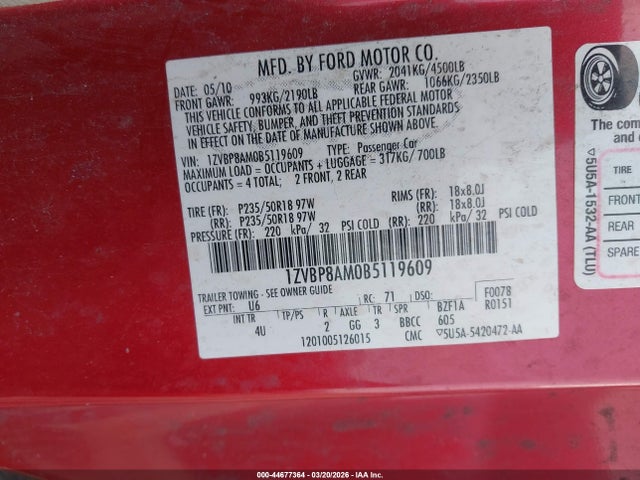 MFD. BY FORD MOTOR CO.
DATE: 05/10 GVWR: 2041KG/4500LB
FRONT GAWR: 993KG/2190LB REAR GAWR: 1066KG/2350LB
THIS VEHICLE CONFORMS TO ALL APPLICABLE FEDERAL MOTOR
VEHICLE SAFETY, BUMPER, AND THEFT PREVENTION STANDARDS
IN EFFECT ON THE DATE OF MANUFACTURE SHOWN ABOVE.
VIN: 1ZVBP8AM0B5119609 TYPE: Passenger Car
MAXIMUM LOAD = OCCUPANTS + LUGGAGE = 317KG/700LB
OCCUPANTS = 4 TOTAL; 2 FRONT, 2 REAR
TIRE (FR): P235/50R18 97W RIMS (FR): 18x8.0J
(RR): P235/50R18 97W (RR): 18x8.0J
PRESSURE (FR): 220 kPa/ 32 PSI COLD (RR): 220 kPa/ 32 PSI COLD
1ZVBP8AM0B5119609
TRAILER TOWING - SEE OWNER GUIDE
EXT PNT: U6 RC: 71 DSO: F0078
INT TR TP/PS R AXLE TR SPR BZF1A R0151
4U 2 GG 3 BBCC 605
1201005126015 CMC 5U5A-5420472-AA
The com
and c
5U5A-1532-AA (TLU)
TIRE
FRONT
REAR
SPARE
000-44677364 | 03/20/2026 | IAA Inc.